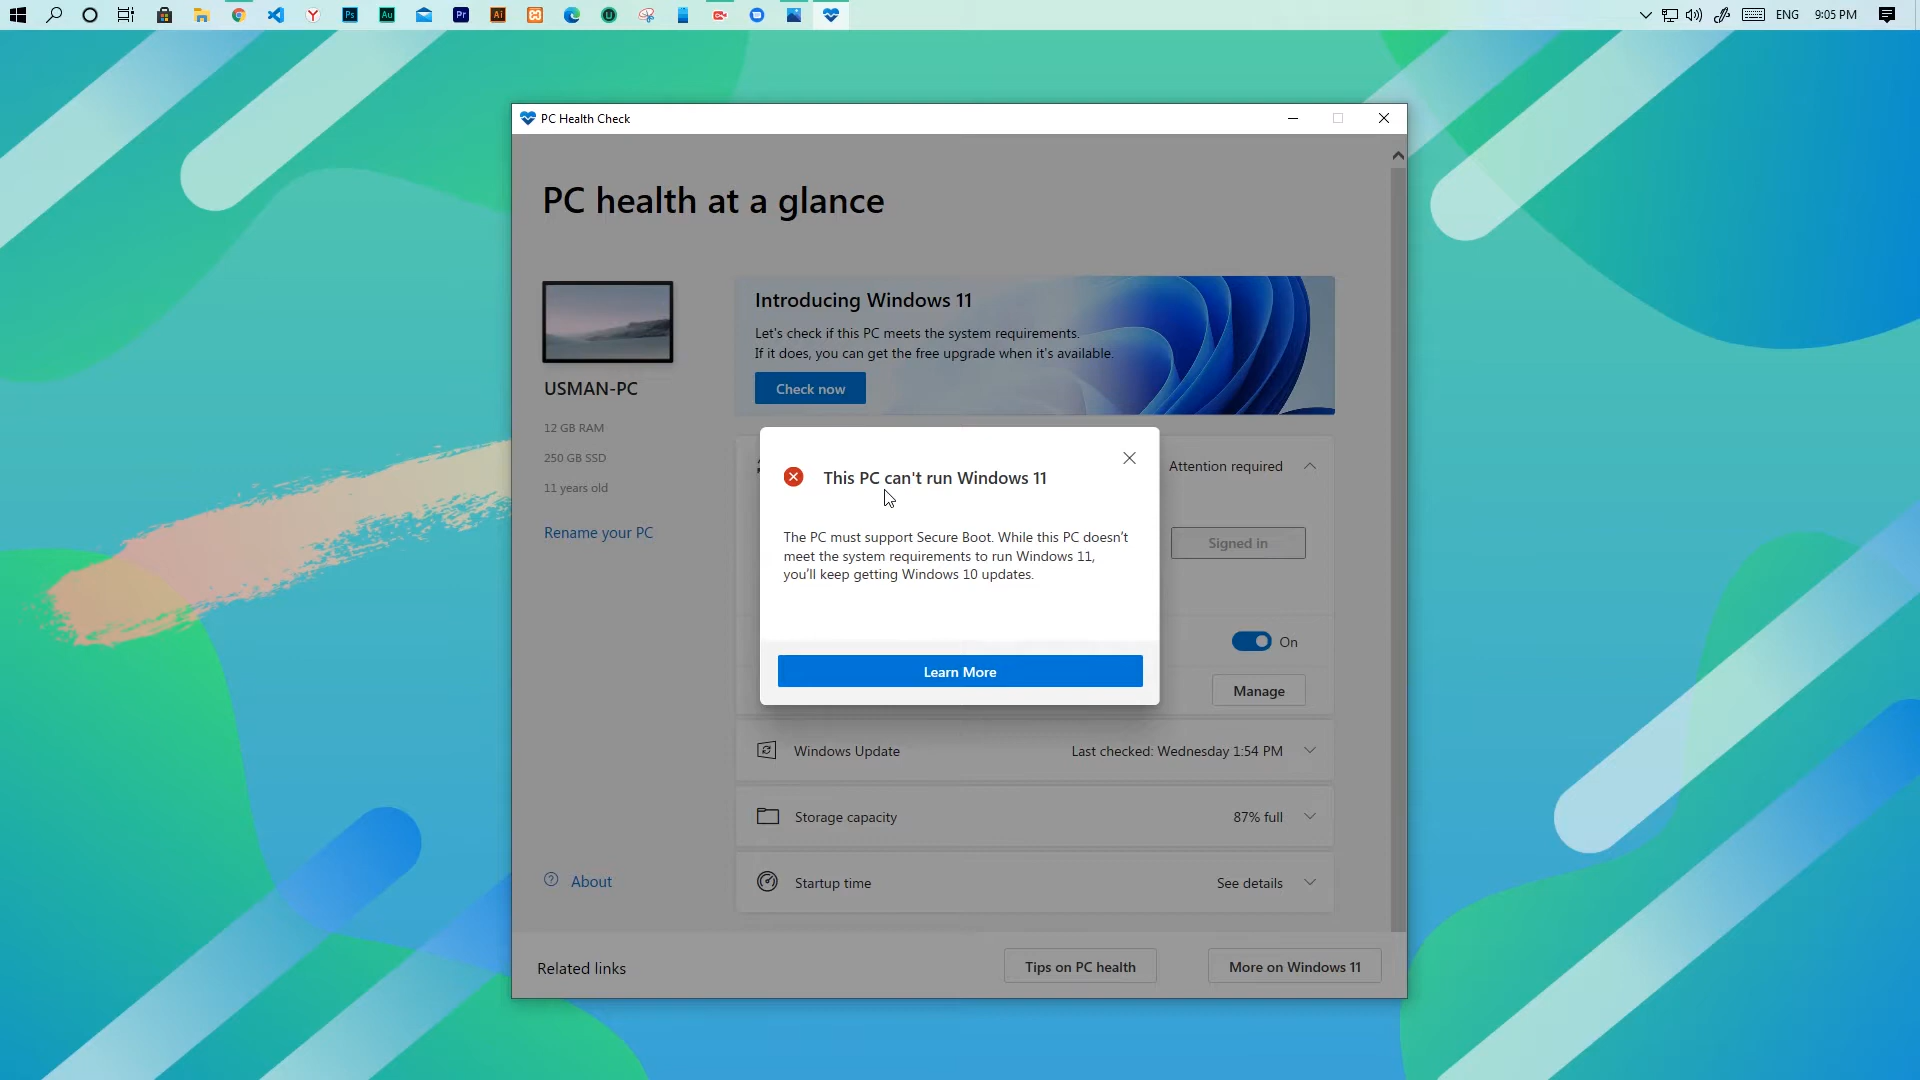 ENG
9:05 PM
PC Health Check
PC health at a glance
Introducing Windows 11
Let's check if this PC meets the system requirements.
If it does, you can get the free upgrade when it's available.
Check now
USMAN-PC
12 GB RAM
250 GB SSD
11 years old
Rename your PC
Attention required
This PC can't run Windows 11
The PC must support Secure Boot. While this PC doesn’t
meet the system requirements to run Windows 11,
you’ll keep getting Windows 10 updates.
Signed in
On
Learn More
Manage
Windows Update
Last checked: Wednesday 1:54 PM
Storage capacity
87% full
About
Startup time
See details
Related links
Tips on PC health
More on Windows 11